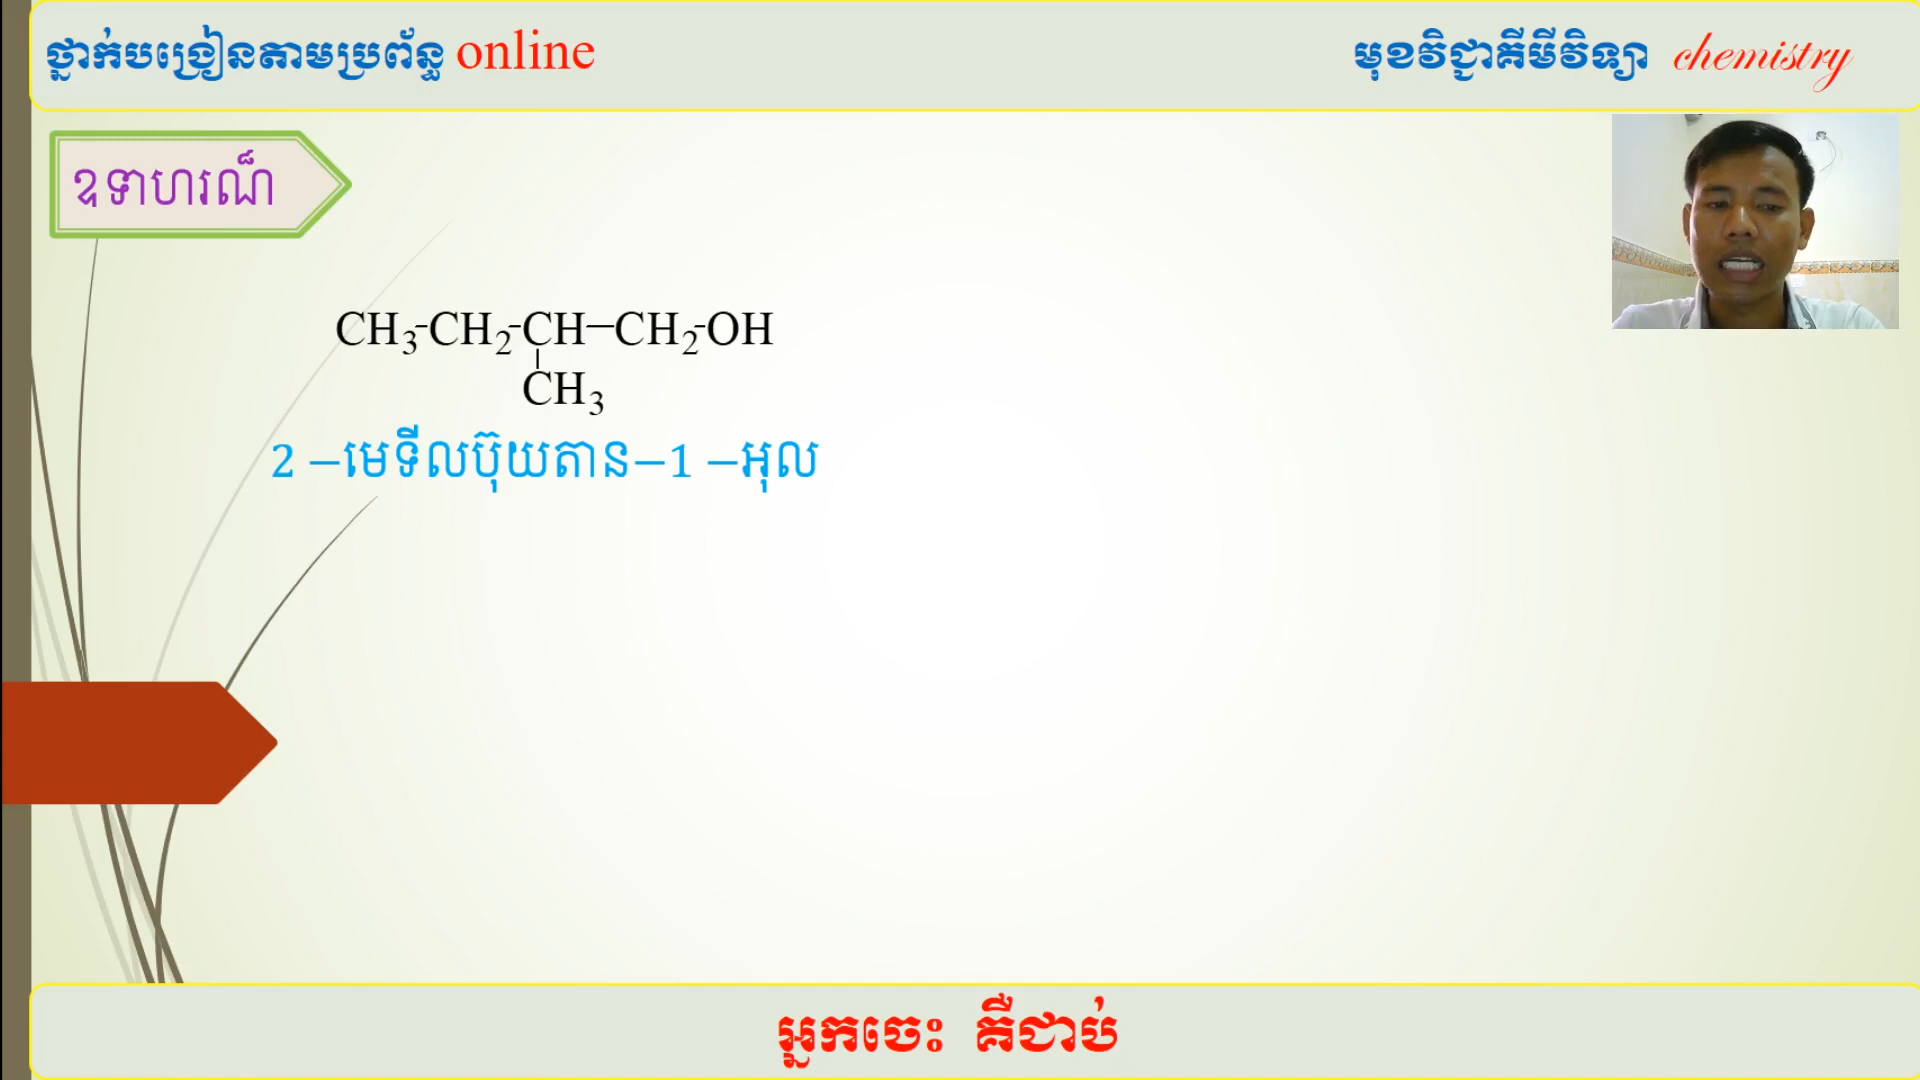 ថ្នាក់បង្រៀនតាមប្រព័ន្ធ online
មុខវិជ្ជាគីមីវិទ្យា chemistry
ឧទាហរណ៏
CH₃-CH₂-CH-CH₂-OH
CH₃
2 –មេទីលប៊ុយតាន–1 –អុល
អ្នកចេះ គឺជាប់